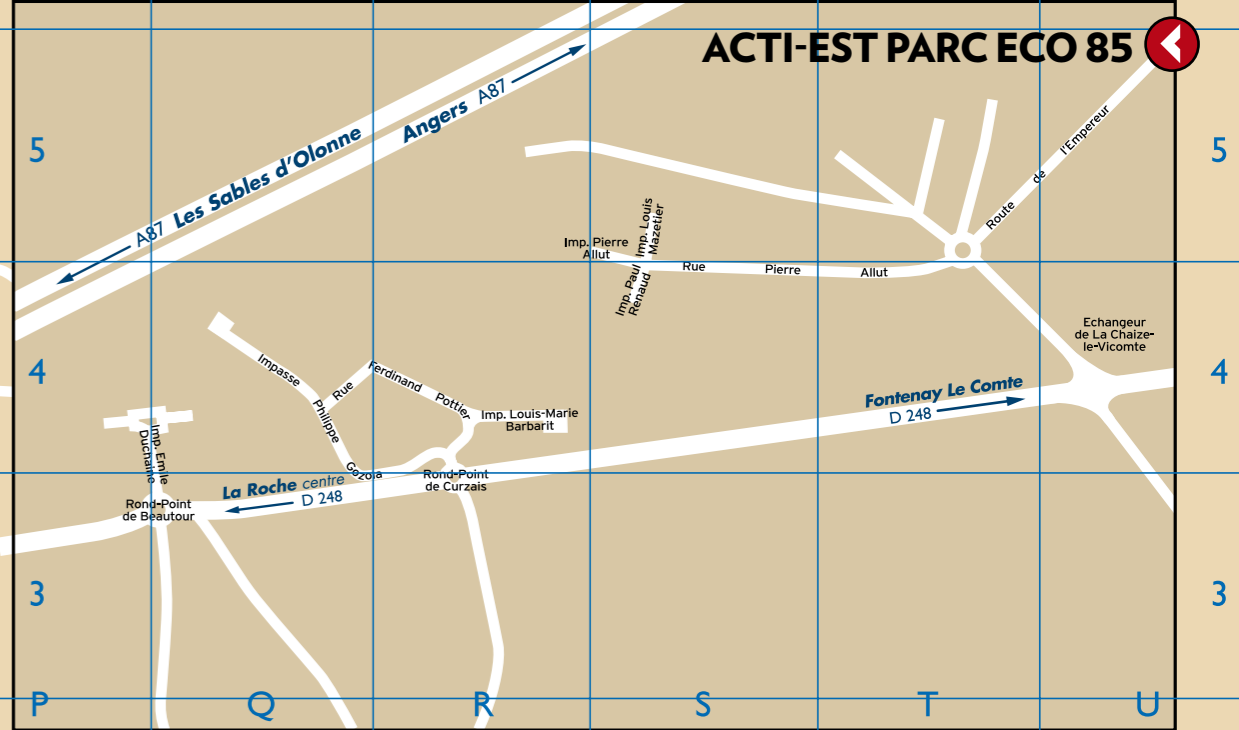 ACTI-EST PARC ECO 85
5
5
A87 Les Sables d'Olonne
Angers A87
Route de l'Empereur
Imp. Pierre
Allut
Imp. Louis
Mazetier
Imp. Paul
Renaud
Rue Pierre Allut
Echangeur
de La Chaize-
le-Vicomte
4
4
Impasse Philippe Gozola
Rue Ferdinand Pottier
Imp. Louis-Marie
Barbarit
Fontenay Le Comte
D 248
Imp. Emile
Duchaine
Rond-Point
de Curzais
La Roche centre
D 248
Rond-Point
de Beautour
3
3
P
Q
R
S
T
U